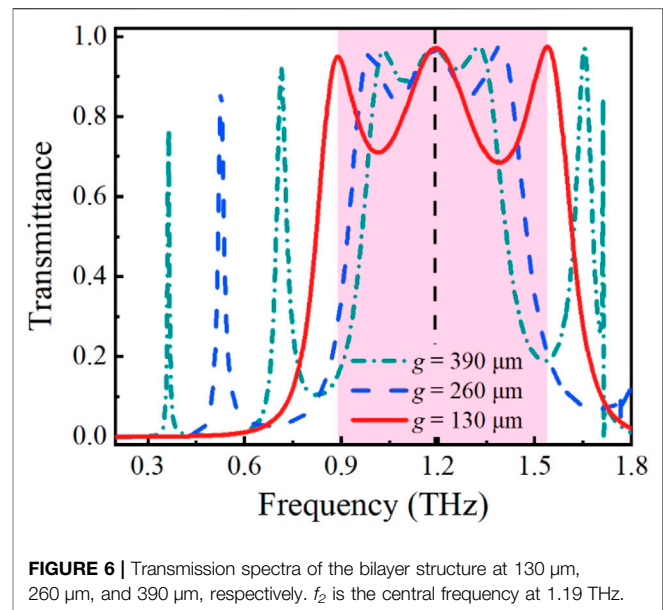 1.0
0.8
0.6
0.4
0.2
0.0
Transmittance
g = 390 μm
g = 260 μm
g = 130 μm
0.3 0.6 0.9 1.2 1.5 1.8
Frequency (THz)
FIGURE 6 | Transmission spectra of the bilayer structure at 130 μm,
260 μm, and 390 μm, respectively. f2 is the central frequency at 1.19 THz.